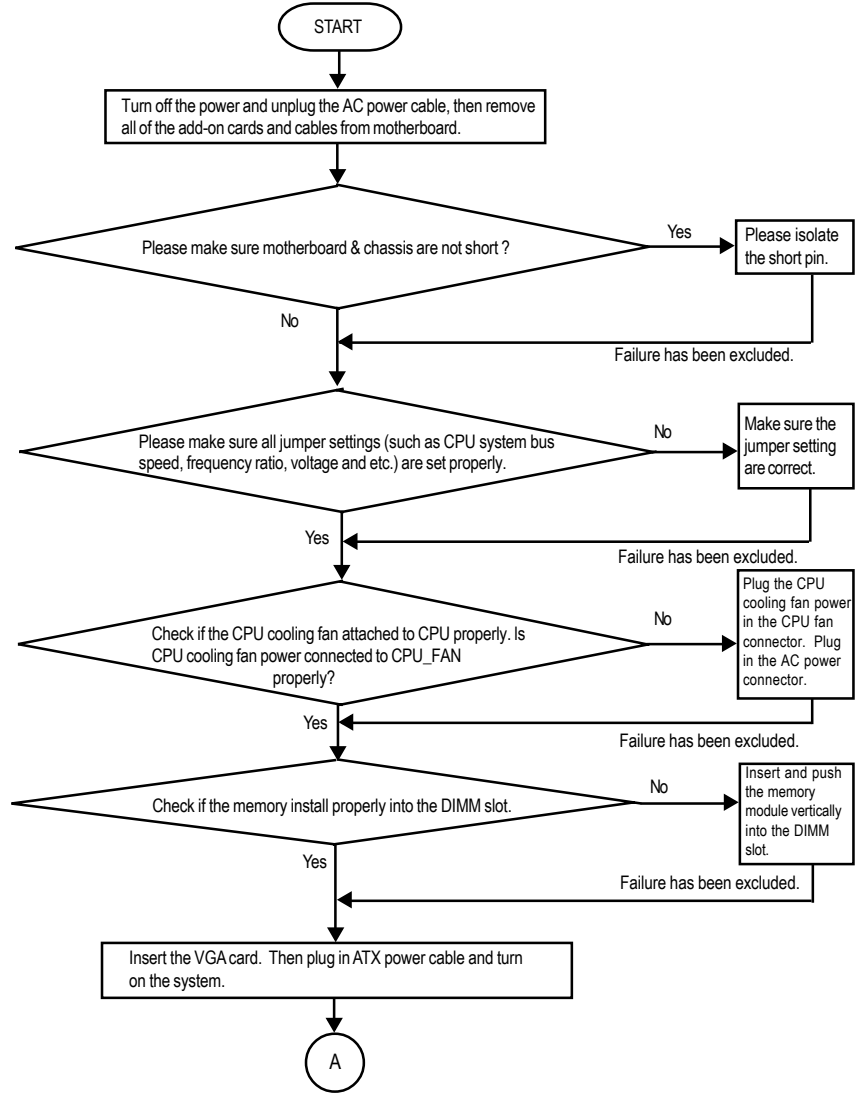 START
Turn off the power and unplug the AC power cable, then remove
all of the add-on cards and cables from motherboard.
Please make sure motherboard & chassis are not short ?
Yes
Please isolate
the short pin.
No
Failure has been excluded.
Please make sure all jumper settings (such as CPU system bus
speed, frequency ratio, voltage and etc.) are set properly.
No
Make sure the
jumper setting
are correct.
Yes
Failure has been excluded.
Check if the CPU cooling fan attached to CPU properly. Is
CPU cooling fan power connected to CPU_FAN
properly?
No
Plug the CPU
cooling fan power
in the CPU fan
connector. Plug
in the AC power
connector.
Yes
Failure has been excluded.
Check if the memory install properly into the DIMM slot.
No
Insert and push
the memory
module vertically
into the DIMM
slot.
Yes
Failure has been excluded.
Insert the VGA card. Then plug in ATX power cable and turn
on the system.
A